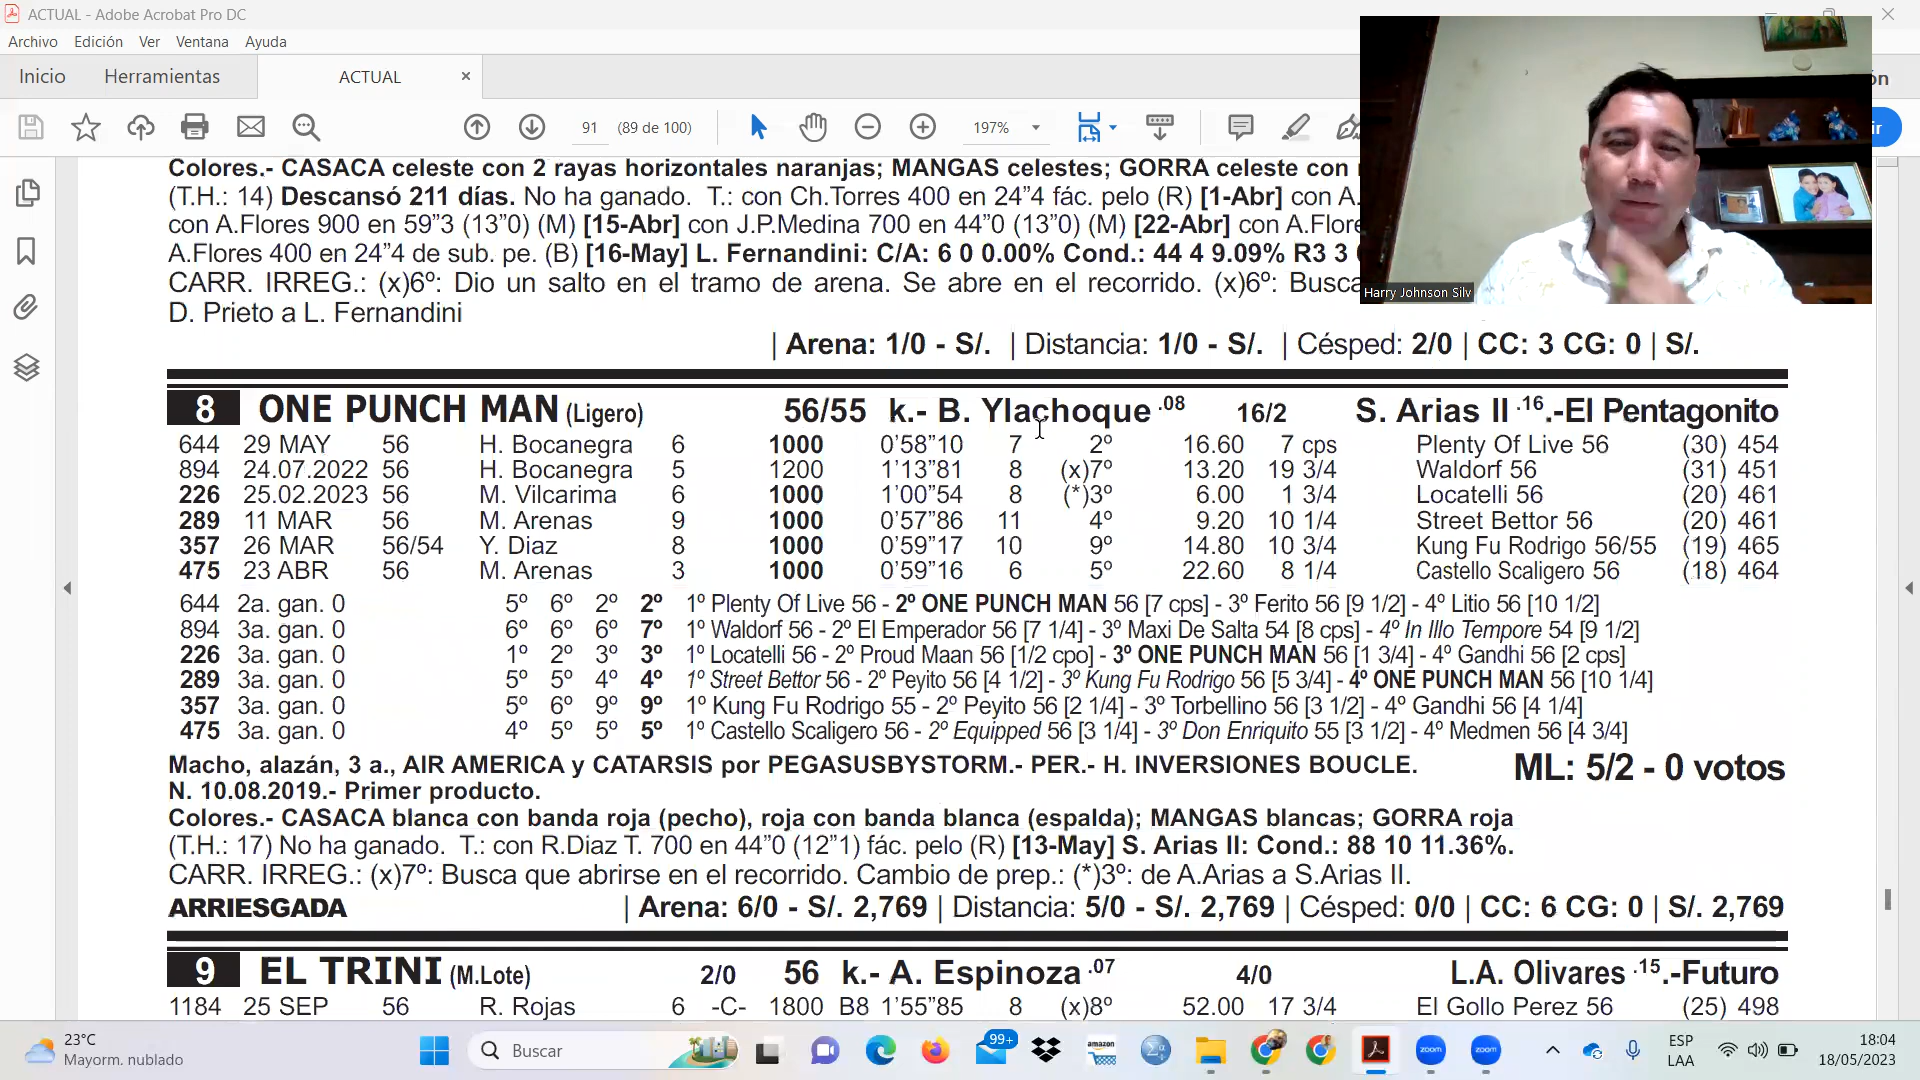 ACTUAL - Adobe Acrobat Pro DC
Archivo Edición Ver Ventana Ayuda
Inicio Herramientas ACTUAL ×
91 (89 de 100) 197%
Colores.- CASACA celeste con 2 rayas horizontales naranjas; MANGAS celestes; GORRA celeste con
(T.H.: 14) Descansó 211 días. No ha ganado. T.: con Ch.Torres 400 en 24”4 fác. pelo (R) [1-Abr] con A.
con A.Flores 900 en 59”3 (13”0) (M) [15-Abr] con J.P.Medina 700 en 44”0 (13”0) (M) [22-Abr] con A.Flore
A.Flores 400 en 24”4 de sub. pe. (B) [16-May] L. Fernandini: C/A: 6 0 0.00% Cond.: 44 4 9.09% R3 3
CARR. IRREG.: (x)6º: Dio un salto en el tramo de arena. Se abre en el recorrido. (x)6º: Busca
D. Prieto a L. Fernandini
Harry Johnson Silv
| Arena: 1/0 - S/. | Distancia: 1/0 - S/. | Césped: 2/0 | CC: 3 CG: 0 | S/.
8 ONE PUNCH MAN (Ligero) 56/55 k.- B. Ylachoque .08 16/2 S. Arias II .16.-El Pentagonito
644 29 MAY 56 H. Bocanegra 6 1000 0’58”10 7 2º 16.60 7 cps Plenty Of Live 56 (30) 454
894 24.07.2022 56 H. Bocanegra 5 1200 1’13”81 8 (x)7º 13.20 19 3/4 Waldorf 56 (31) 451
226 25.02.2023 56 M. Vilcarima 6 1000 1’00”54 8 (*)3º 6.00 1 3/4 Locatelli 56 (20) 461
289 11 MAR 56 M. Arenas 9 1000 0’57”86 11 4º 9.20 10 1/4 Street Bettor 56 (20) 461
357 26 MAR 56/54 Y. Diaz 8 1000 0’59”17 10 9º 14.80 10 3/4 Kung Fu Rodrigo 56/55 (19) 465
475 23 ABR 56 M. Arenas 3 1000 0’59”16 6 5º 22.60 8 1/4 Castello Scaligero 56 (18) 464
644 2a. gan. 0 5º 6º 2º 2º 1º Plenty Of Live 56 - 2º ONE PUNCH MAN 56 [7 cps] - 3º Ferito 56 [9 1/2] - 4º Litio 56 [10 1/2]
894 3a. gan. 0 6º 6º 6º 7º 1º Waldorf 56 - 2º El Emperador 56 [7 1/4] - 3º Maxi De Salta 54 [8 cps] - 4º In Illo Tempore 54 [9 1/2]
226 3a. gan. 0 1º 2º 3º 3º 1º Locatelli 56 - 2º Proud Maan 56 [1/2 cpo] - 3º ONE PUNCH MAN 56 [1 3/4] - 4º Gandhi 56 [2 cps]
289 3a. gan. 0 5º 5º 4º 4º 1º Street Bettor 56 - 2º Peyito 56 [4 1/2] - 3º Kung Fu Rodrigo 56 [5 3/4] - 4º ONE PUNCH MAN 56 [10 1/4]
357 3a. gan. 0 5º 6º 9º 9º 1º Kung Fu Rodrigo 55 - 2º Peyito 56 [2 1/4] - 3º Torbellino 56 [3 1/2] - 4º Gandhi 56 [4 1/4]
475 3a. gan. 0 4º 5º 5º 5º 1º Castello Scaligero 56 - 2º Equipped 56 [3 1/4] - 3º Don Enriquito 55 [3 1/2] - 4º Medmen 56 [4 3/4]
Macho, alazán, 3 a., AIR AMERICA y CATARSIS por PEGASUSBYSTORM.- PER.- H. INVERSIONES BOUCLE. ML: 5/2 - 0 votos
N. 10.08.2019.- Primer producto.
Colores.- CASACA blanca con banda roja (pecho), roja con banda blanca (espalda); MANGAS blancas; GORRA roja
(T.H.: 17) No ha ganado. T.: con R.Diaz T. 700 en 44”0 (12”1) fác. pelo (R) [13-May] S. Arias II: Cond.: 88 10 11.36%.
CARR. IRREG.: (x)7º: Busca que abrirse en el recorrido. Cambio de prep.: (*)3º: de A.Arias a S.Arias II.
ARRIESGADA | Arena: 6/0 - S/. 2,769 | Distancia: 5/0 - S/. 2,769 | Césped: 0/0 | CC: 6 CG: 0 | S/. 2,769
9 EL TRINI (M.Lote) 2/0 56 k.- A. Espinoza .07 4/0 L.A. Olivares .15.-Futuro
1184 25 SEP 56 R. Rojas 6 -C- 1800 B8 1’55”85 8 (x)8º 52.00 17 3/4 El Gollo Perez 56 (25) 498
23°C
Mayorm. nublado
Buscar
99+
amazon
zoom
zoom
ESP
LAA
18:04
18/05/2023